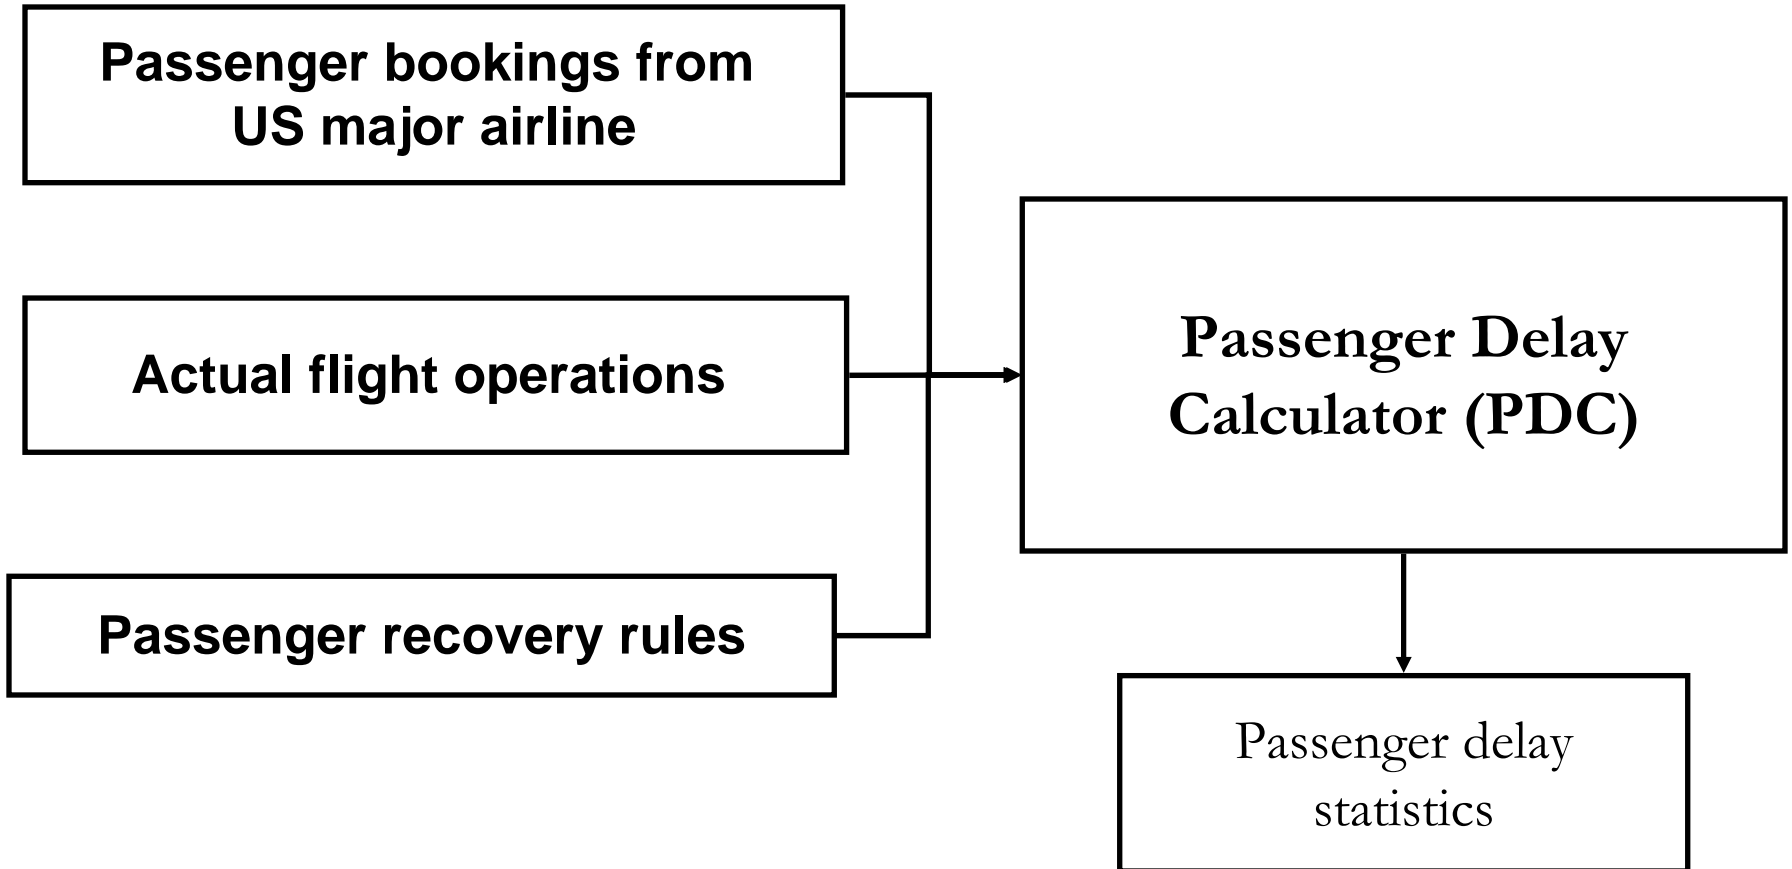 Passenger bookings from
US major airline
Actual flight operations
Passenger recovery rules
Passenger Delay
Calculator (PDC)
Passenger delay
statistics